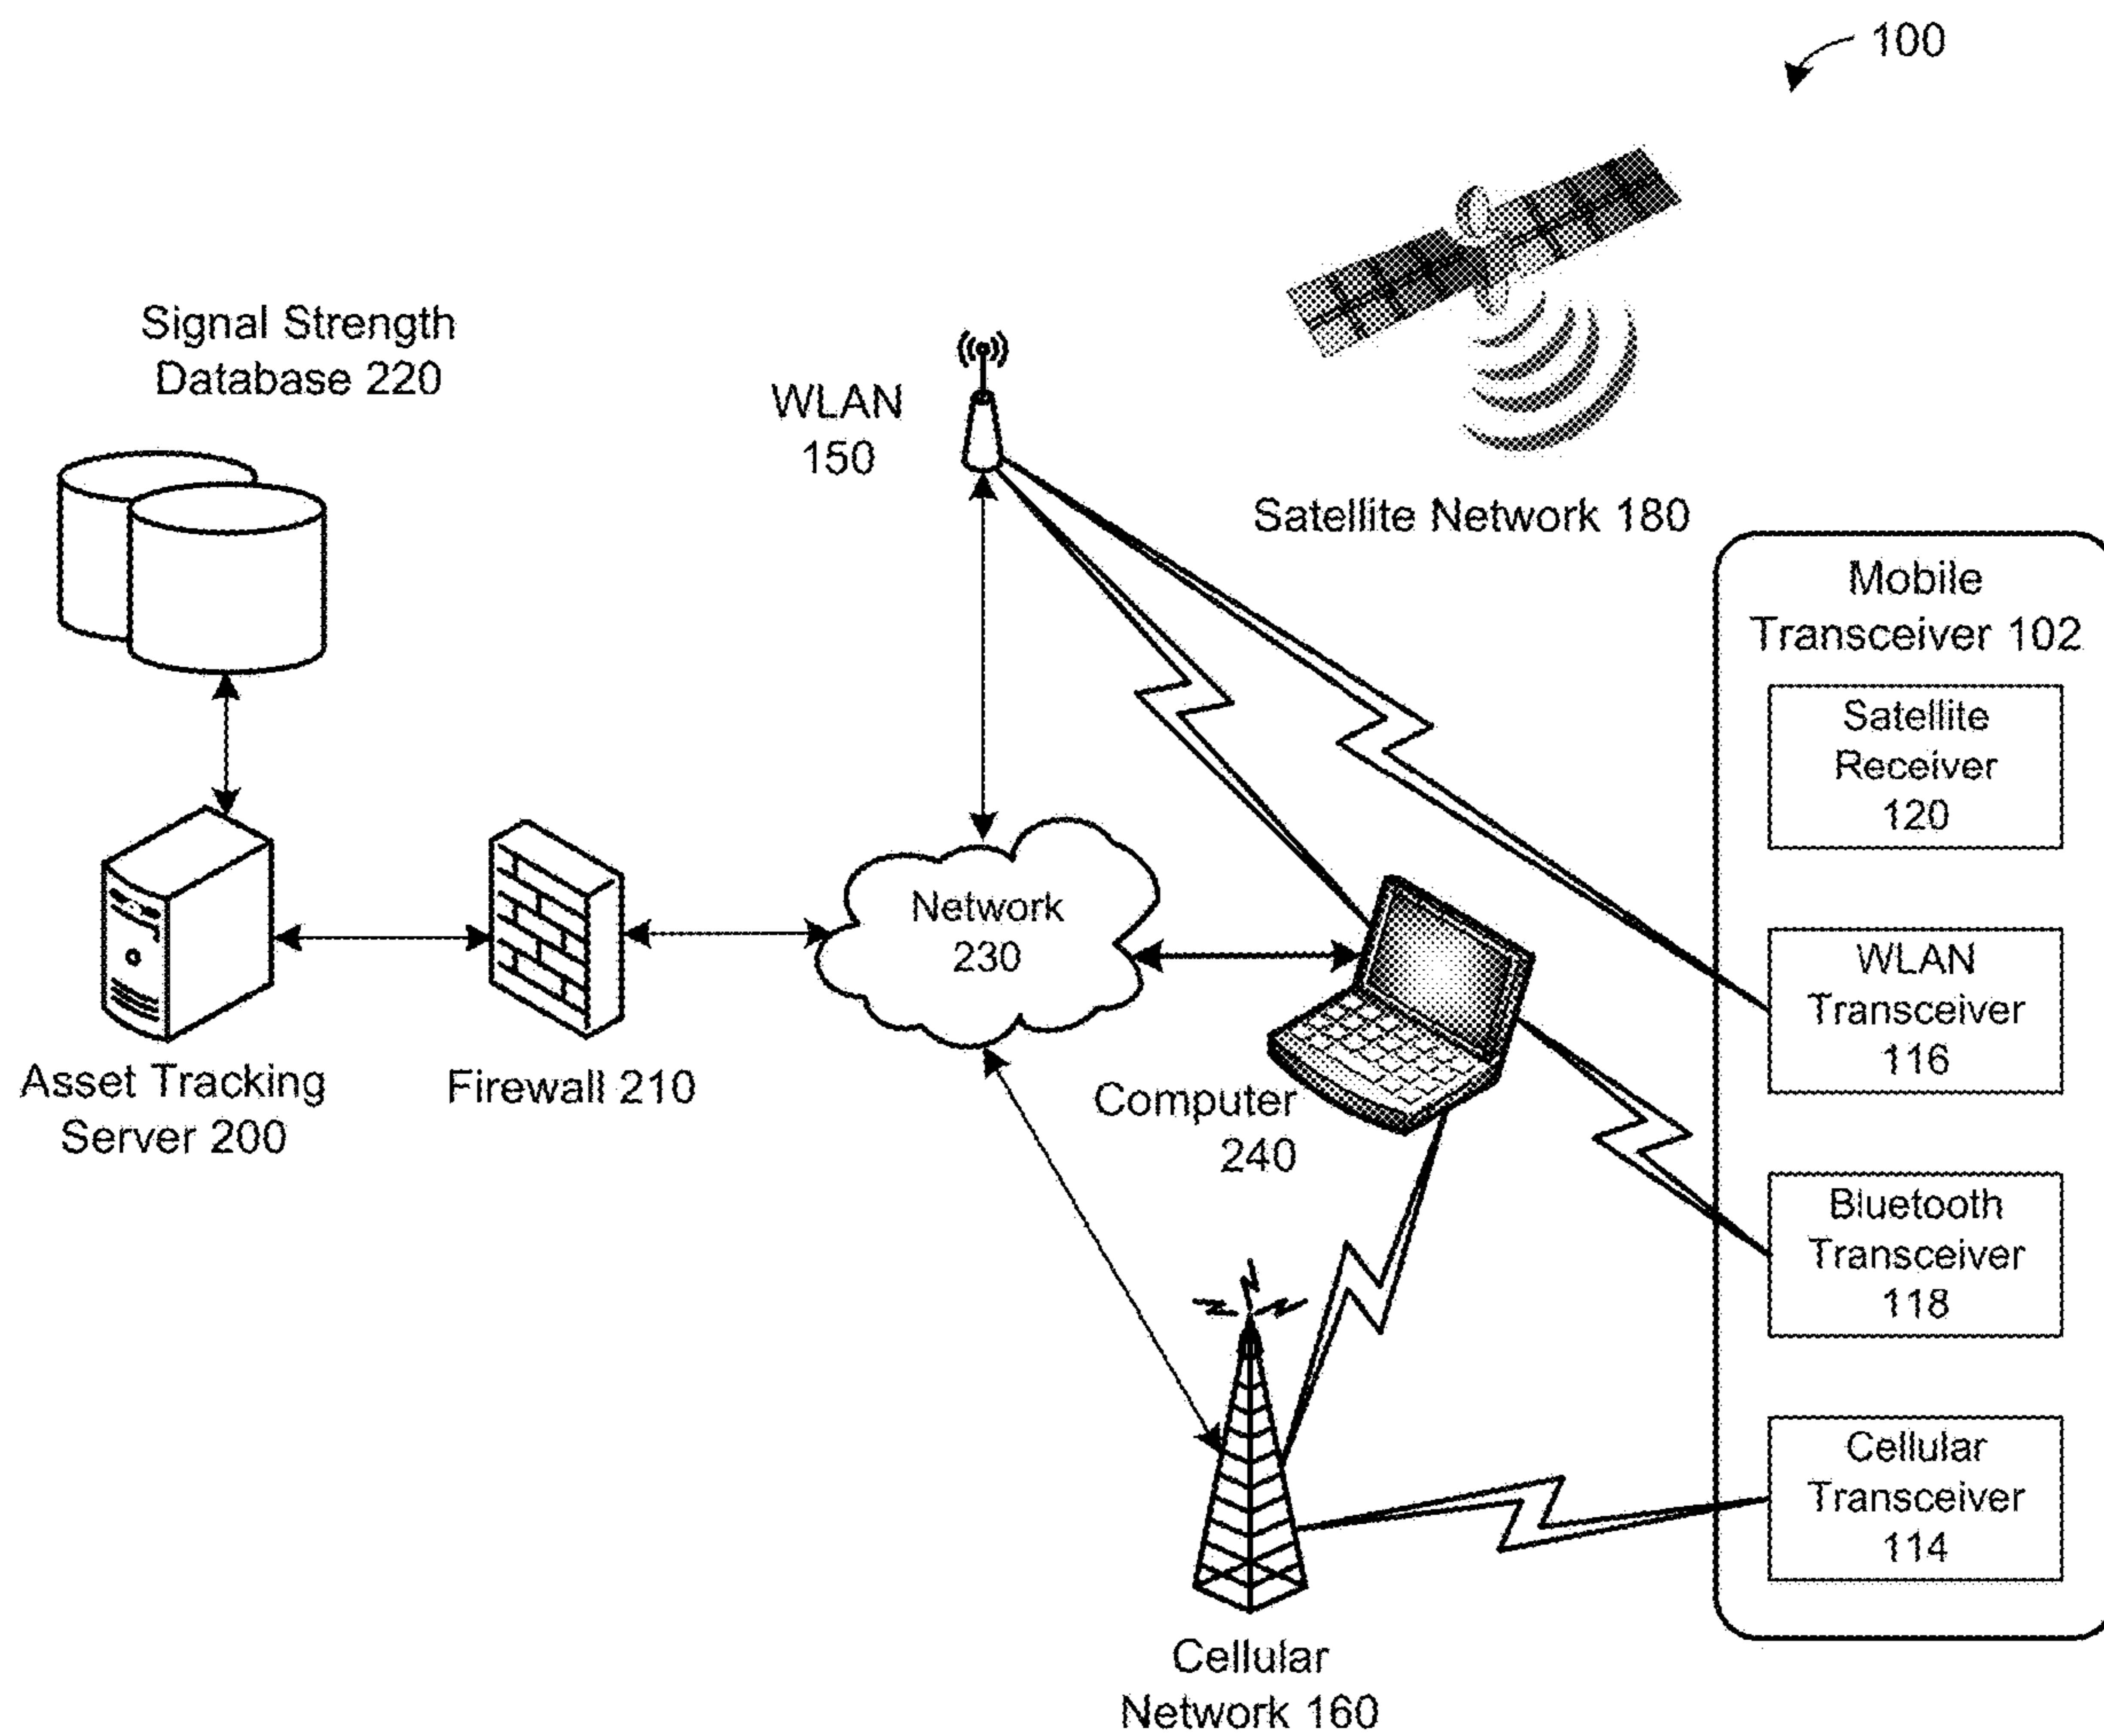 100
Signal Strength
Database 220
WLAN
150
Satellite Network 180
Mobile
Transceiver 102
Satellite
Receiver
120
Network
230
WLAN
Transceiver
116
Asset Tracking
Server 200
Firewall 210
Computer
240
Bluetooth
Transceiver
118
Cellular
Transceiver
114
Cellular
Network 160